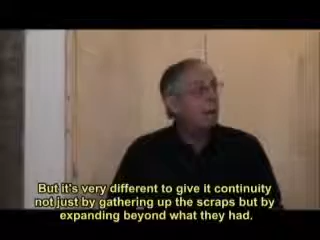 But it's very different to give it continuity
not just by gathering up the scraps but by
expanding beyond what they had.